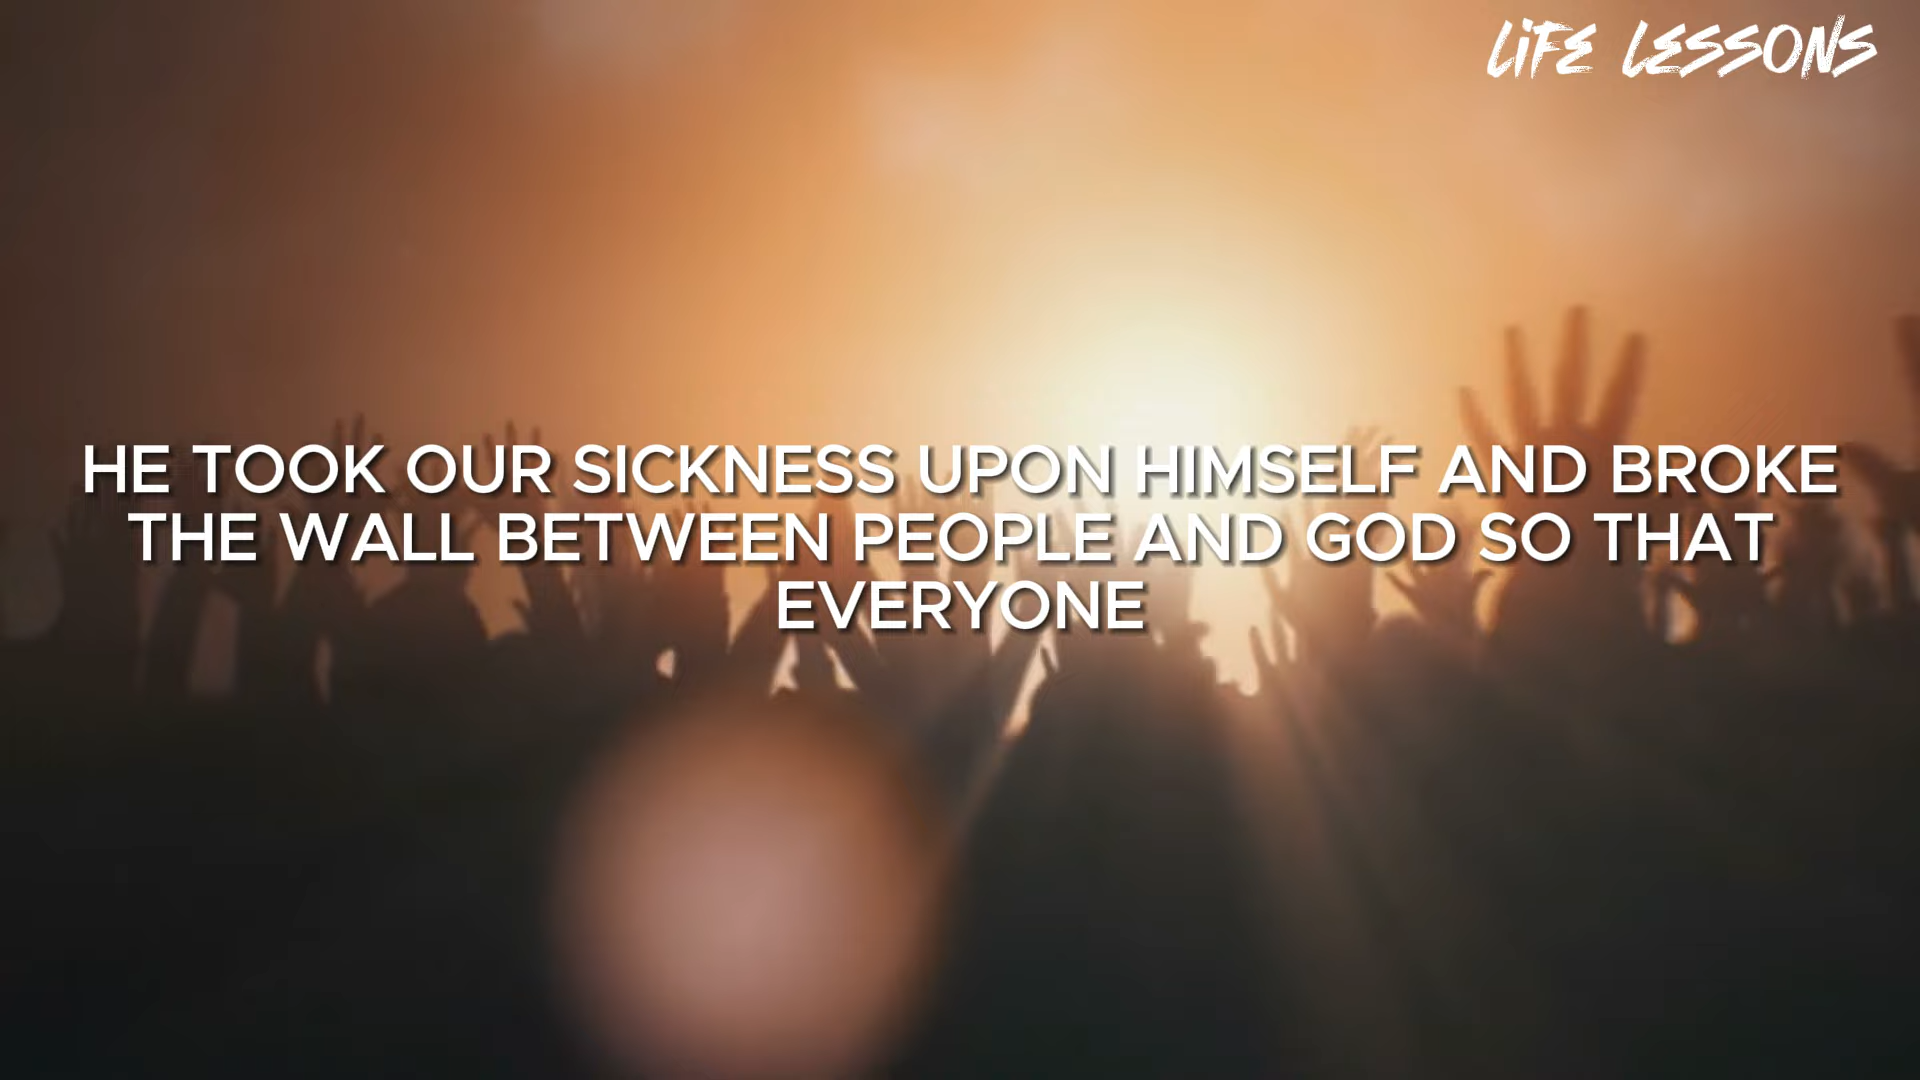 LIFE LESSONS
HE TOOK OUR SICKNESS UPON HIMSELF AND BROKE
THE WALL BETWEEN PEOPLE AND GOD SO THAT
EVERYONE